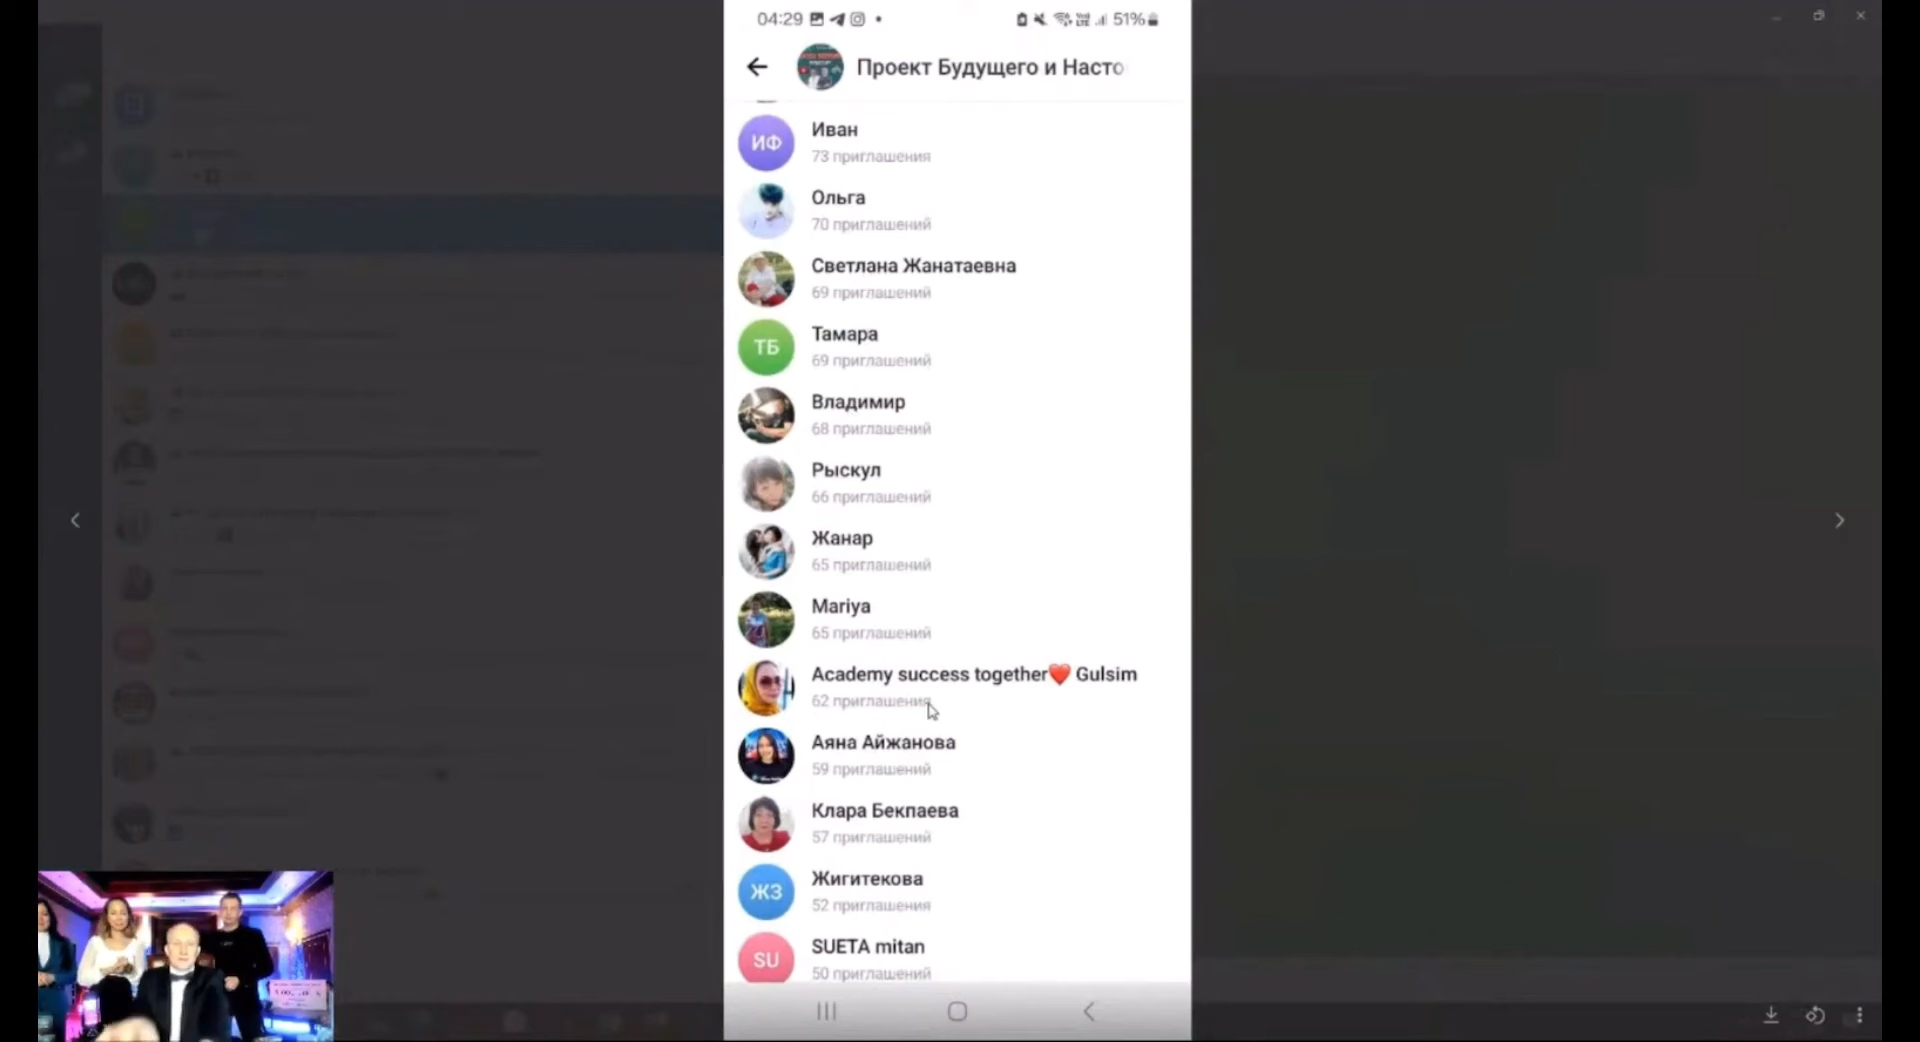 04:29
51%
Проект Будущего и Насто
ИФ
Иван
73 приглашения
Ольга
70 приглашений
Светлана Жанатаевна
69 приглашений
ТБ
Тамара
69 приглашений
Владимир
68 приглашений
Рыскул
66 приглашений
Жанар
65 приглашений
Mariya
65 приглашений
Academy success together❤️ Gulsim
62 приглашения
Аяна Айжанова
59 приглашений
Клара Бекпаева
57 приглашений
ЖЗ
Жигитекова
52 приглашения
SU
SUETA mitan
50 приглашений